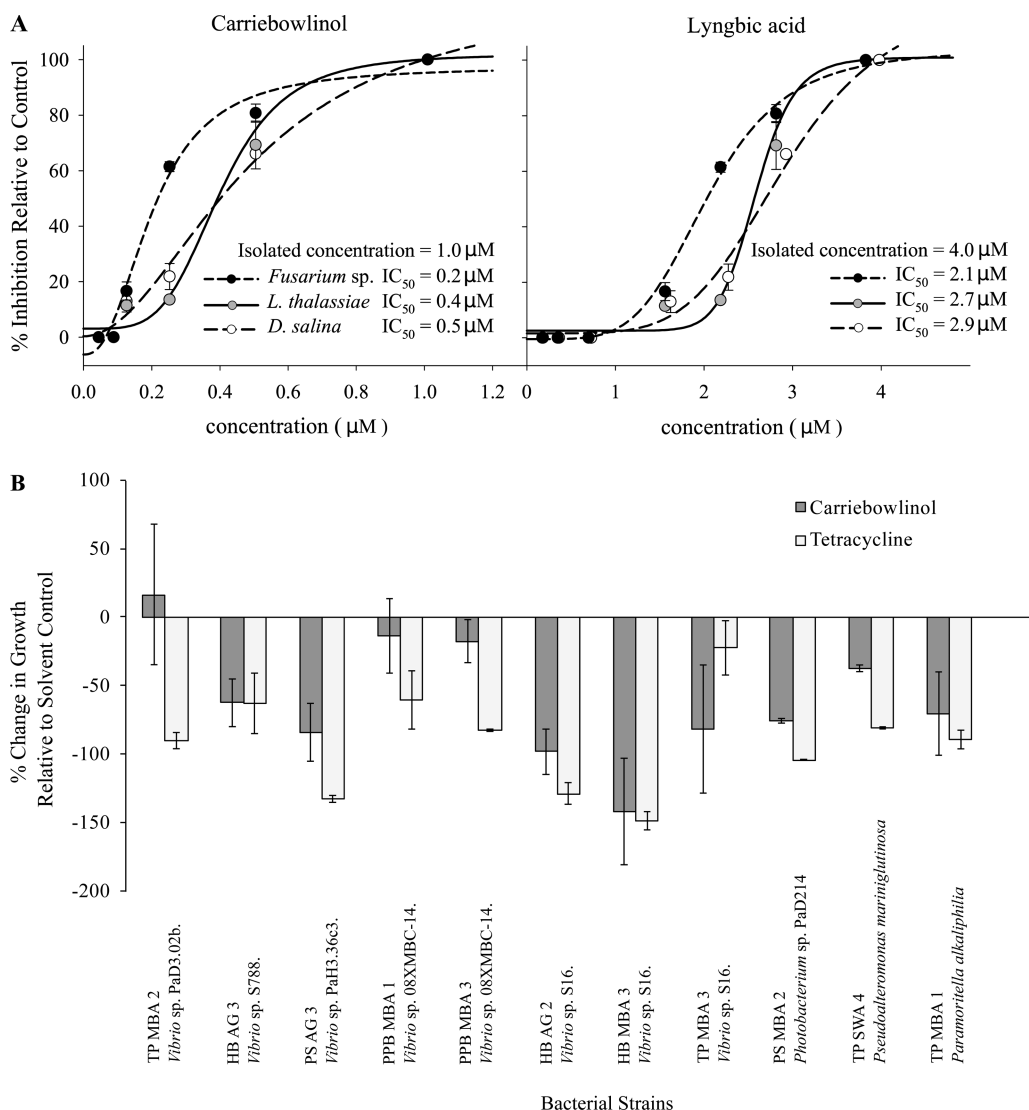 A
Carriebowlinol
Lyngbic acid
% Inhibition Relative to Control
100
80
60
40
20
0
Isolated concentration = 1.0 µM
Fusarium sp. IC50 = 0.2 µM
L. thalassiae IC50 = 0.4 µM
D. salina IC50 = 0.5 µM
0.0 0.2 0.4 0.6 0.8 1.0 1.2
concentration ( µM )
Isolated concentration = 4.0 µM
IC50 = 2.1 µM
IC50 = 2.7 µM
IC50 = 2.9 µM
0 1 2 3 4
concentration ( µM )
B
% Change in Growth
Relative to Solvent Control
100
50
0
-50
-100
-150
-200
Carriebowlinol
Tetracycline
TP MBA 2
Vibrio sp. PaD3.02b.
HB AG 3
Vibrio sp. S788.
PS AG 3
Vibrio sp. PaH3.36c3.
PPB MBA 1
Vibrio sp. 08XMBC-14.
PPB MBA 3
Vibrio sp. 08XMBC-14.
HB AG 2
Vibrio sp. S16.
HB MBA 3
Vibrio sp. S16.
TP MBA 3
Vibrio sp. S16.
PS MBA 2
Photobacterium sp. PaD214
TP SWA 4
Pseudoalteromonas mariniglutinosa
TP MBA 1
Paramoritella alkaliphilia
Bacterial Strains